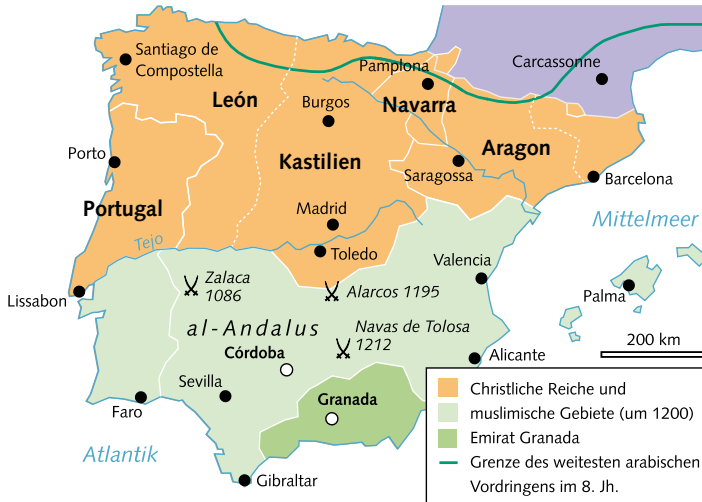 Santiago de
Compostella
León
Burgos
Pamplona
Navarra
Carcassonne
Kastilien
Aragon
Porto
Saragossa
Barcelona
Portugal
Madrid
Mittelmeer
Tejo
Toledo
Valencia
Zalaca
1086
Alarcos 1195
Lissabon
Palma
al-Andalus
Navas de Tolosa
1212
200 km
Córdoba
Alicante
Sevilla
Granada
Faro
Atlantik
Gibraltar
Christliche Reiche und
muslimische Gebiete (um 1200)
Emirat Granada
Grenze des weitesten arabischen
Vordringens im 8. Jh.